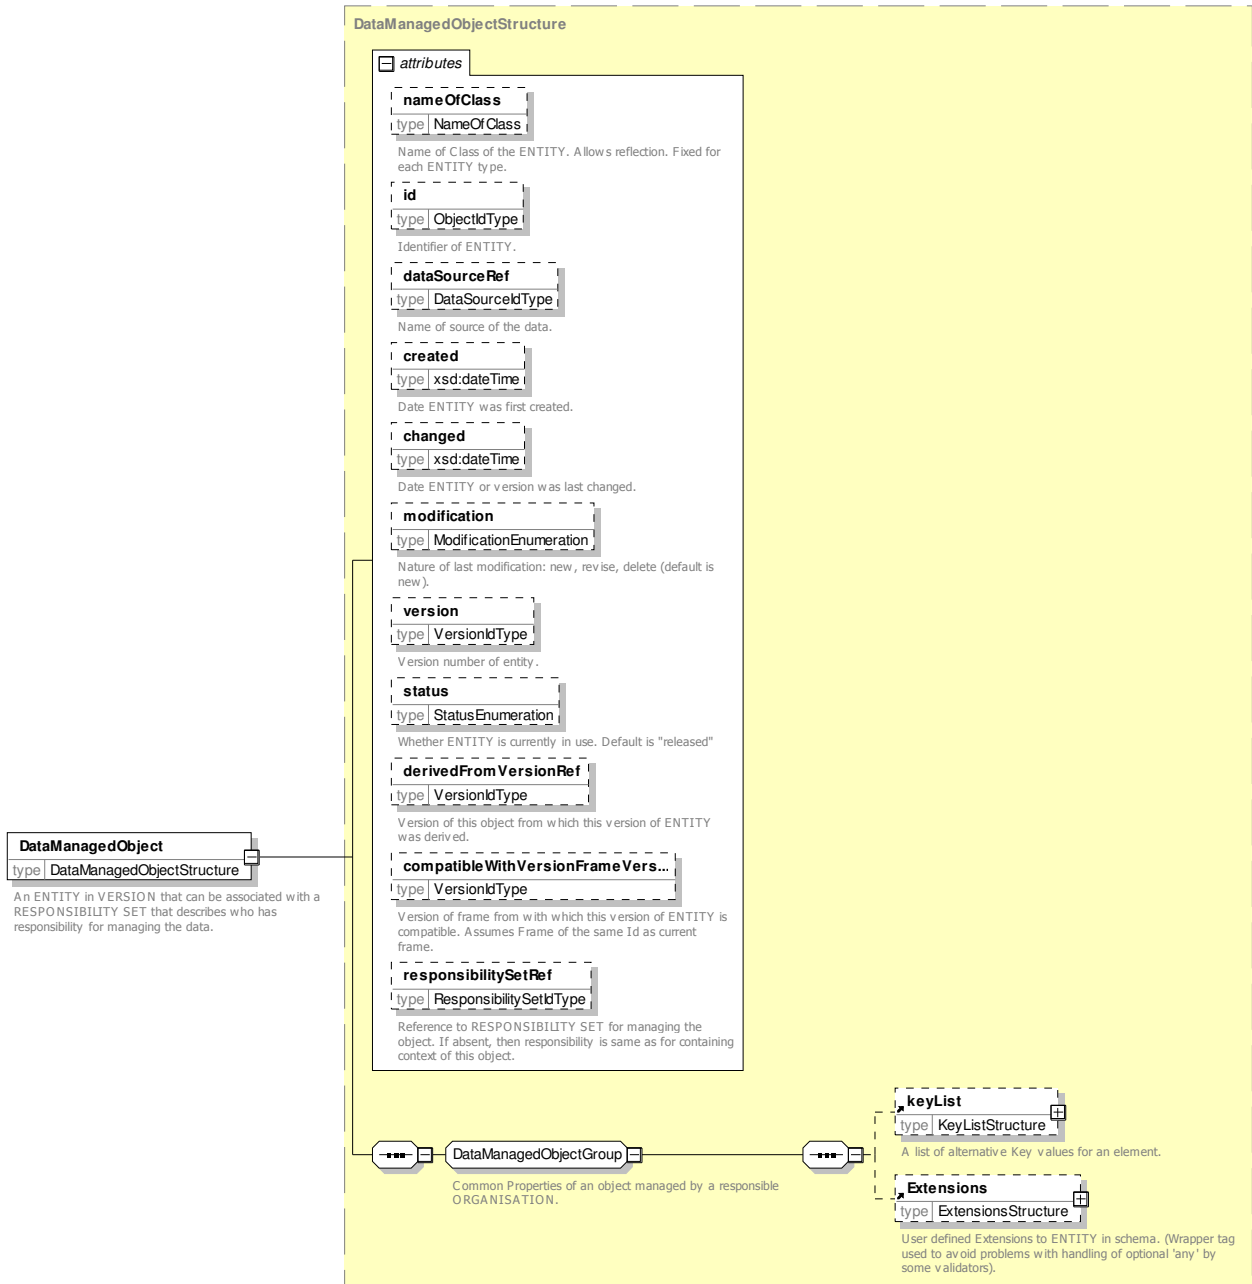 DataManagedObjectStructure
attributes
nameOfClass
type NameOfClass
Name of Class of the ENTITY. Allows reflection. Fixed for
each ENTITY type.
id
type ObjectIdType
Identifier of ENTITY.
dataSourceRef
type DataSourceIdType
Name of source of the data.
created
type xsd:dateTime
Date ENTITY was first created.
changed
type xsd:dateTime
Date ENTITY or version was last changed.
modification
type ModificationEnumeration
Nature of last modification: new, revise, delete (default is
new).
version
type VersionIdType
Version number of entity.
status
type StatusEnumeration
Whether ENTITY is currently in use. Default is "released"
derivedFromVersionRef
type VersionIdType
Version of this object from which this version of ENTITY
was derived.
compatibleWithVersionFrameVers...
type VersionIdType
Version of frame from with which this version of ENTITY is
compatible. Assumes Frame of the same Id as current
frame.
responsibilitySetRef
type ResponsibilitySetIdType
Reference to RESPONSIBILITY SET for managing the
object. If absent, then responsibility is same as for containing
context of this object.
DataManagedObject
type DataManagedObjectStructure
An ENTITY in VERSION that can be associated with a
RESPONSIBILITY SET that describes who has
responsibility for managing the data.
DataManagedObjectGroup
Common Properties of an object managed by a responsible
ORGANISATION.
keyList
type KeyListStructure
A list of alternative Key values for an element.
Extensions
type ExtensionsStructure
User defined Extensions to ENTITY in schema. (Wrapper tag
used to avoid problems with handling of optional 'any' by
some validators).